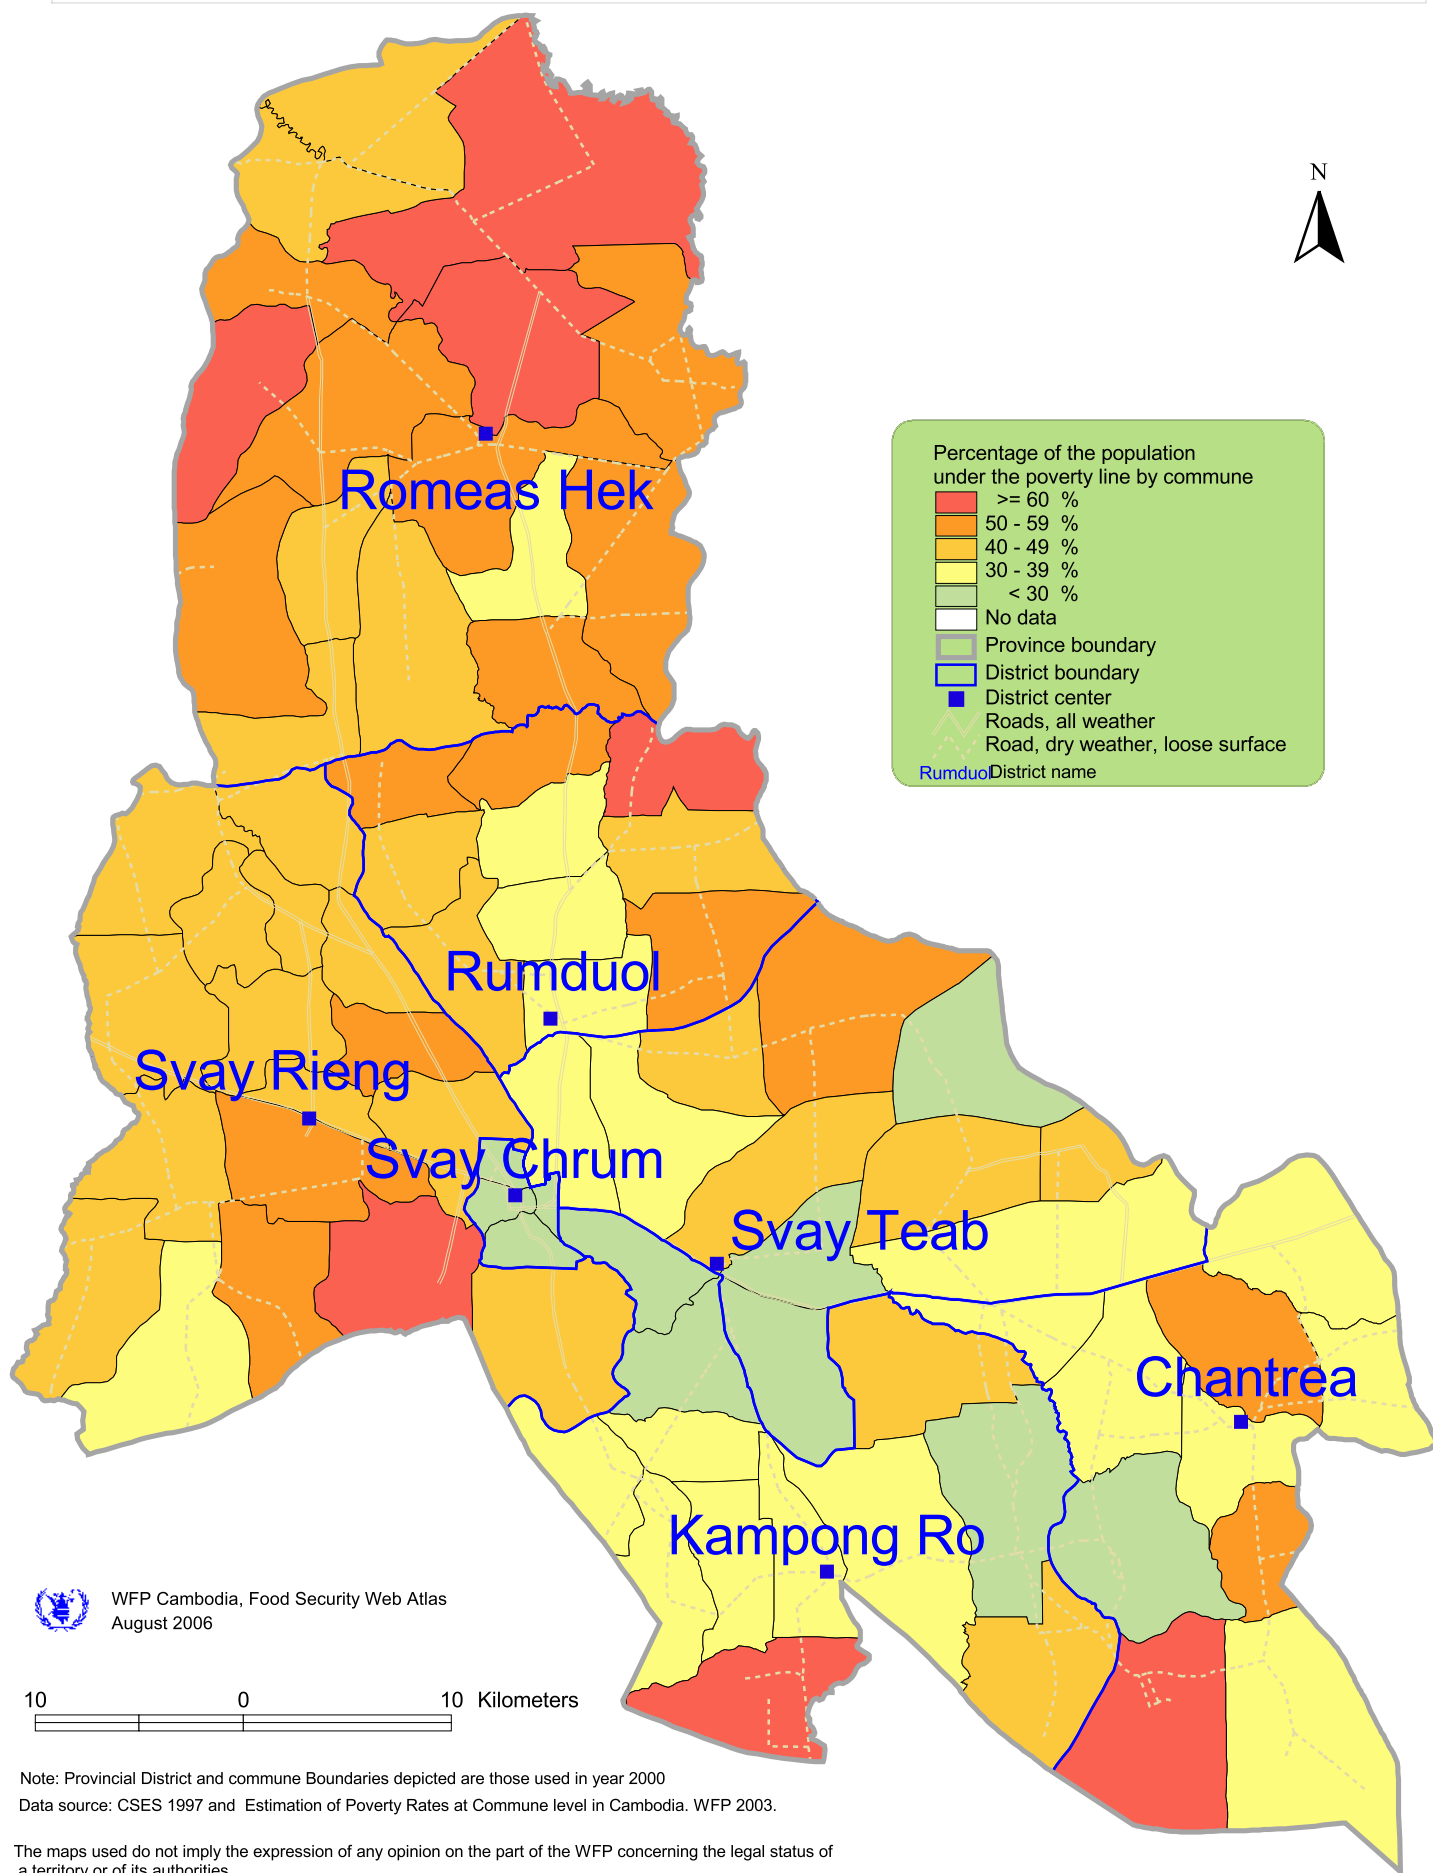 N
Percentage of the population
under the poverty line by commune
>= 60 %
50 - 59 %
40 - 49 %
30 - 39 %
< 30 %
No data
Province boundary
District boundary
District center
Roads, all weather
Road, dry weather, loose surface
Rumduol District name
Romeas Hek
Rumduol
Svay Rieng
Svay Chrum
Svay Teab
Chantrea
Kampong Ro
WFP Cambodia, Food Security Web Atlas
August 2006
10 0 10 Kilometers
Note: Provincial District and commune Boundaries depicted are those used in year 2000
Data source: CSES 1997 and Estimation of Poverty Rates at Commune level in Cambodia. WFP 2003.
The maps used do not imply the expression of any opinion on the part of the WFP concerning the legal status of
a territory or of its authorities